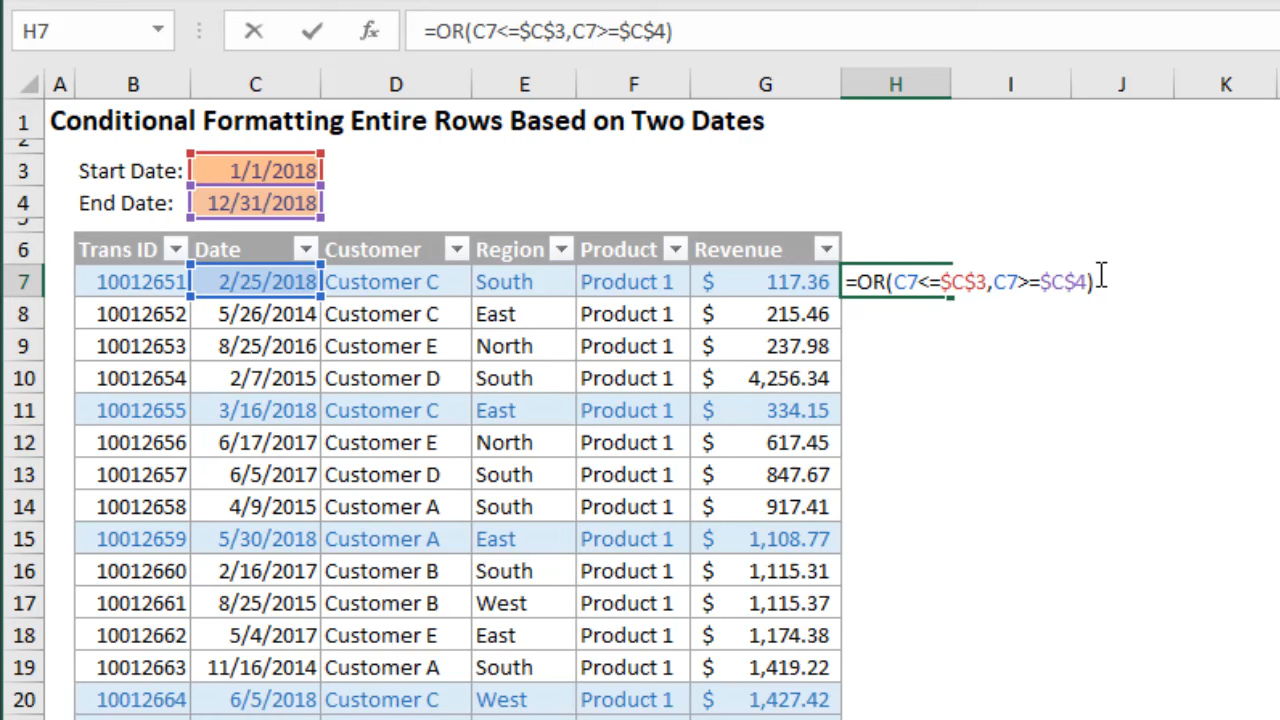 H7 fx =OR(C7<=$C$3,C7>=$C$4)
A B C D E F G H I J K
1 Conditional Formatting Entire Rows Based on Two Dates
2
3 Start Date: 1/1/2018
4 End Date: 12/31/2018
5
6 Trans ID Date Customer Region Product Revenue
7 10012651 2/25/2018 Customer C South Product 1 $ 117.36 =OR(C7<=$C$3,C7>=$C$4)
8 10012652 5/26/2014 Customer C East Product 1 $ 215.46
9 10012653 8/25/2016 Customer E North Product 1 $ 237.98
10 10012654 2/7/2015 Customer D South Product 1 $ 4,256.34
11 10012655 3/16/2018 Customer C East Product 1 $ 334.15
12 10012656 6/17/2017 Customer E North Product 1 $ 617.45
13 10012657 6/5/2017 Customer D South Product 1 $ 847.67
14 10012658 4/9/2015 Customer A South Product 1 $ 917.41
15 10012659 5/30/2018 Customer A East Product 1 $ 1,108.77
16 10012660 2/16/2017 Customer B South Product 1 $ 1,115.31
17 10012661 8/25/2015 Customer B West Product 1 $ 1,115.37
18 10012662 5/4/2017 Customer E East Product 1 $ 1,174.38
19 10012663 11/16/2014 Customer A South Product 1 $ 1,419.22
20 10012664 6/5/2018 Customer C West Product 1 $ 1,427.42